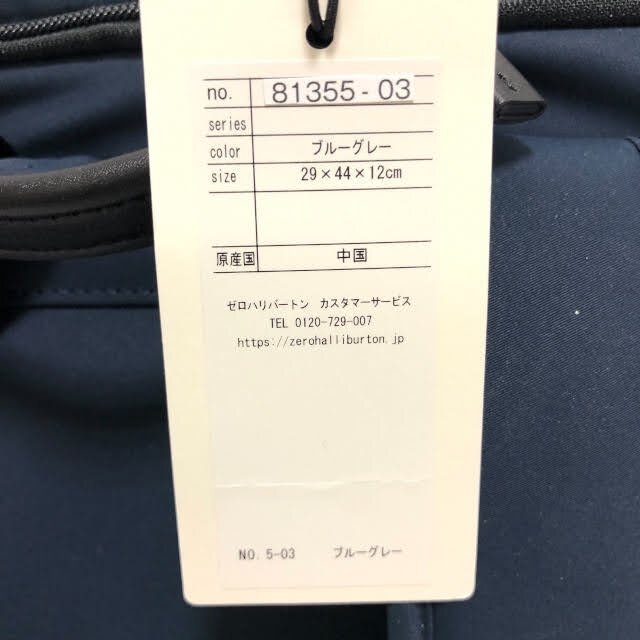 no. 81355-03
series
color ブルーグレー
size 29×44×12cm
原産国 中国
ゼロハリバートン カスタマーサービス
TEL 0120-729-007
https://zerohalliburton.jp
NO. 5-03 ブルーグレー